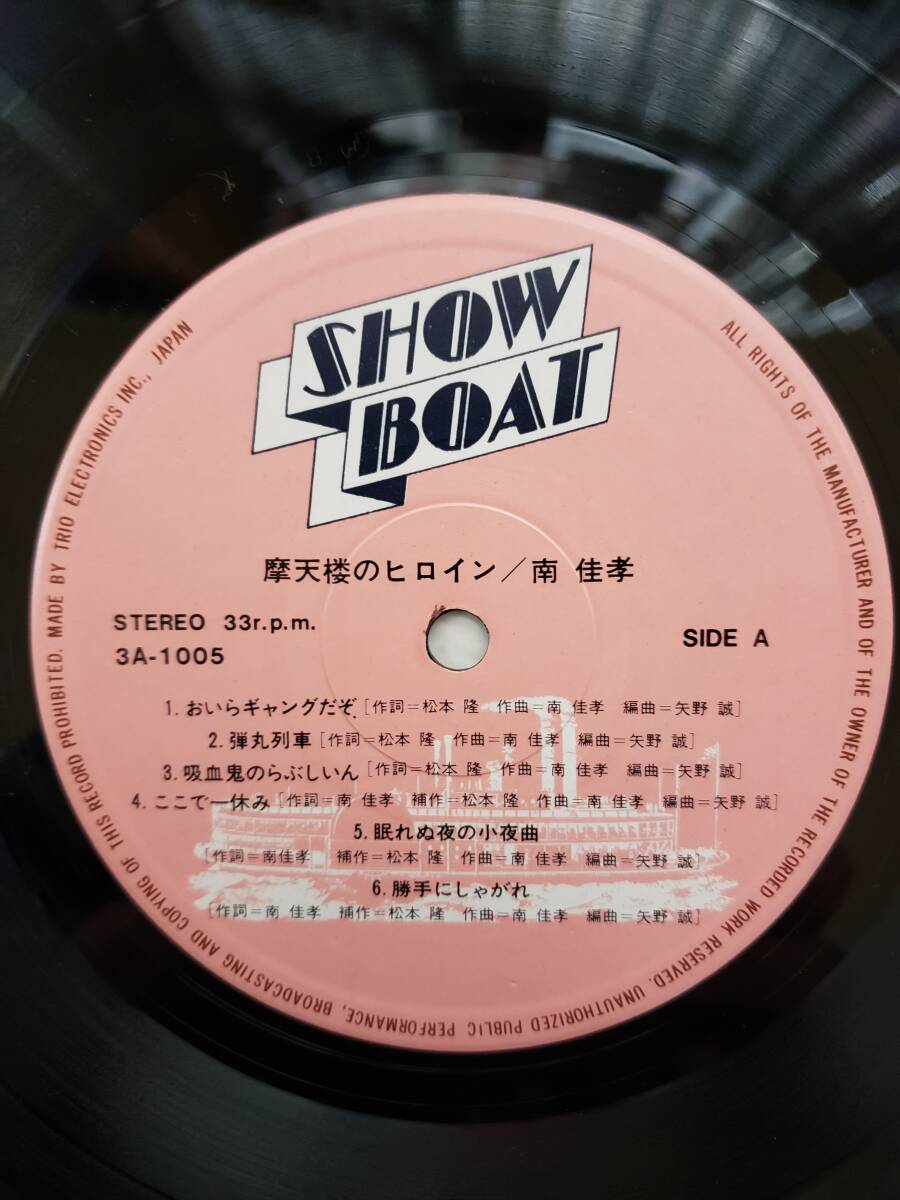 SHOW
BOAT
摩天楼のヒロイン/南 佳孝
STEREO 33r.p.m.
3A-1005
SIDE A
1. おいらギャングだぞ [作詞=松本 隆 作曲=南 佳孝 編曲=矢野 誠]
2. 弾丸列車 [作詞=松本 隆 作曲=南 佳孝 編曲=矢野 誠]
3. 吸血鬼のらぶしいん [作詞=松本 隆 作曲=南 佳孝 編曲=矢野 誠]
4. ここで一休み [作詞=南 佳孝 補作=松本 隆 作曲=南 佳孝 編曲=矢野 誠]
5. 眠れぬ夜の小夜曲
[作詞=南佳孝 補作=松本 隆 作曲=南 佳孝 編曲=矢野 誠]
6. 勝手にしゃがれ
[作詞=南 佳孝 補作=松本 隆 作曲=南 佳孝 編曲=矢野 誠]
ALL RIGHTS OF THE MANUFACTURER AND OF THE OWNER OF THE RECORDED WORK RESERVED. UNAUTHORIZED PUBLIC PERFORMANCE, BROADCASTING AND COPYING OF THIS RECORD PROHIBITED. MADE BY TRIO ELECTRONICS INC., JAPAN